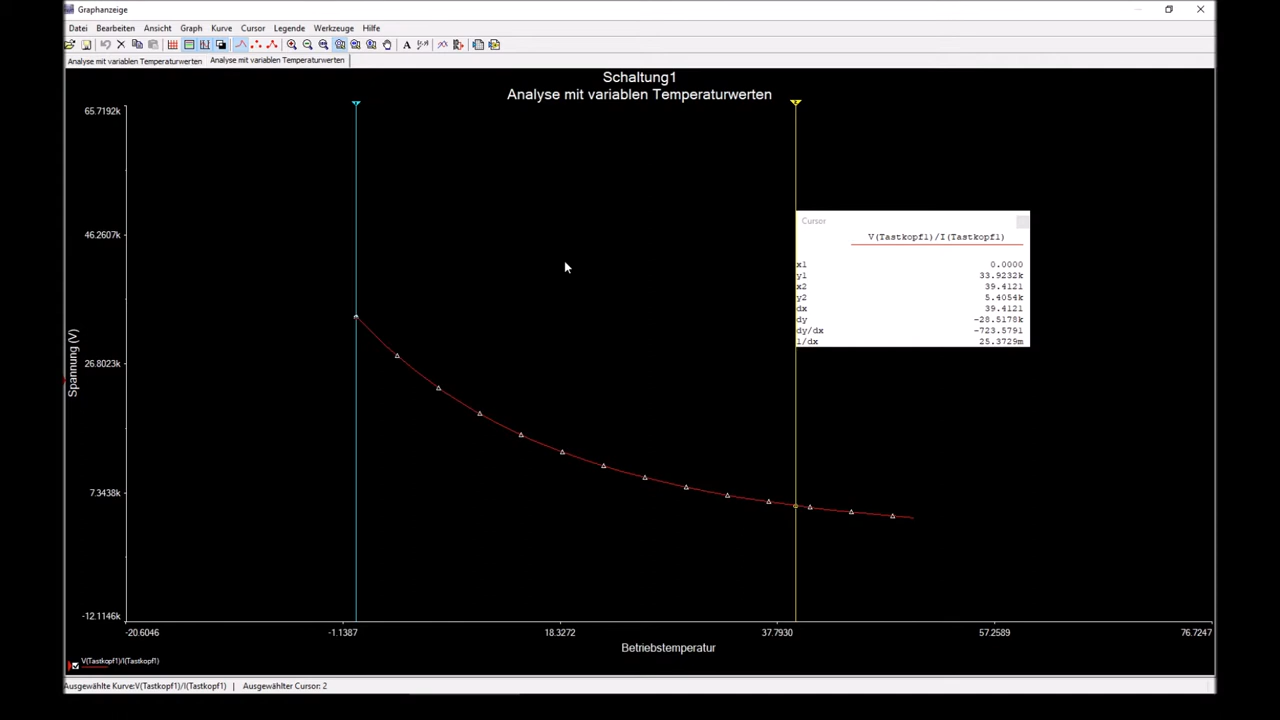 Graphanzeige
Datei Bearbeiten Ansicht Graph Kurve Cursor Legende Werkzeuge Hilfe
Analyse mit variablen Temperaturwerten Analyse mit variablen Temperaturwerten
Schaltung1
Analyse mit variablen Temperaturwerten
65.7192k
46.2607k
26.8023k
7.3438k
-12.1146k
Spannung (V)
Cursor
V(Tastkopf1)/I(Tastkopf1)
x1 0.0000
y1 33.9232k
x2 39.4121
y2 5.4054k
dx 39.4121
dy -28.5178k
dy/dx -723.5791
1/dx 25.3729m
-20.6046 -1.1387 18.3272 37.7930 57.2589 76.7247
Betriebstemperatur
V(Tastkopf1)/I(Tastkopf1)
Ausgewählte Kurve:V(Tastkopf1)/I(Tastkopf1) | Ausgewählter Cursor: 2